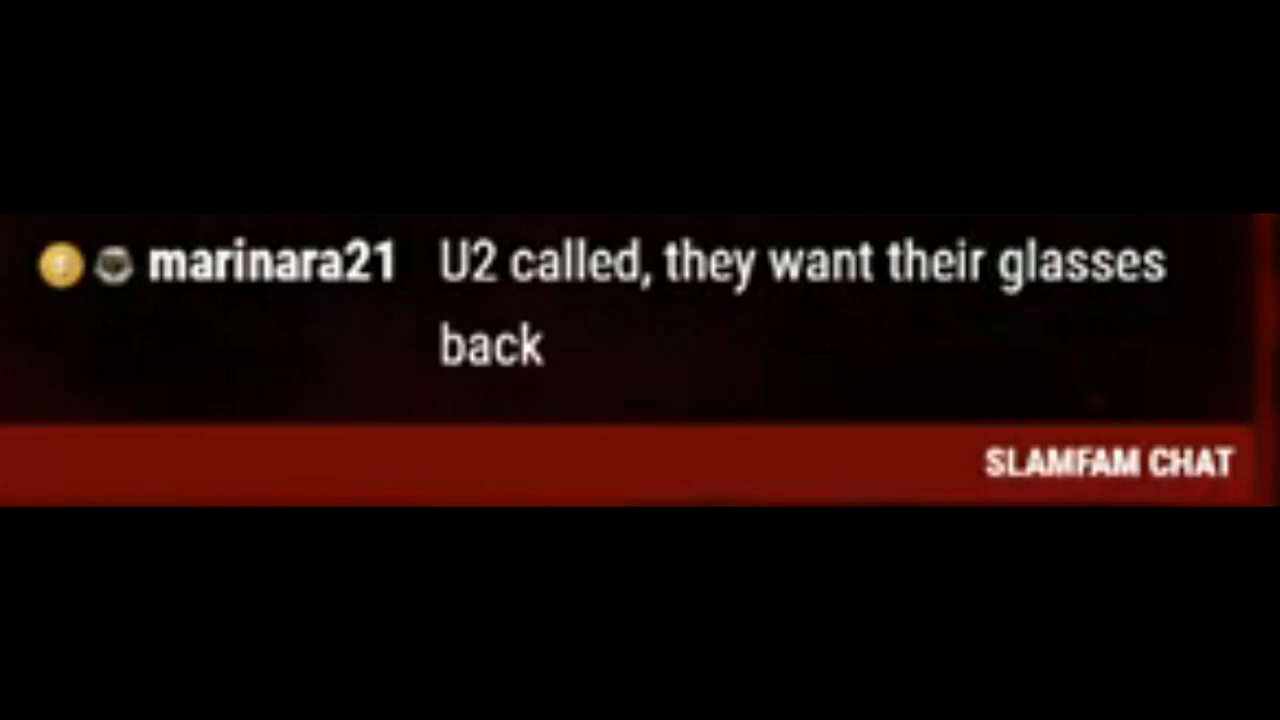 marinara21 U2 called, they want their glasses
back
SLAMFAM CHAT